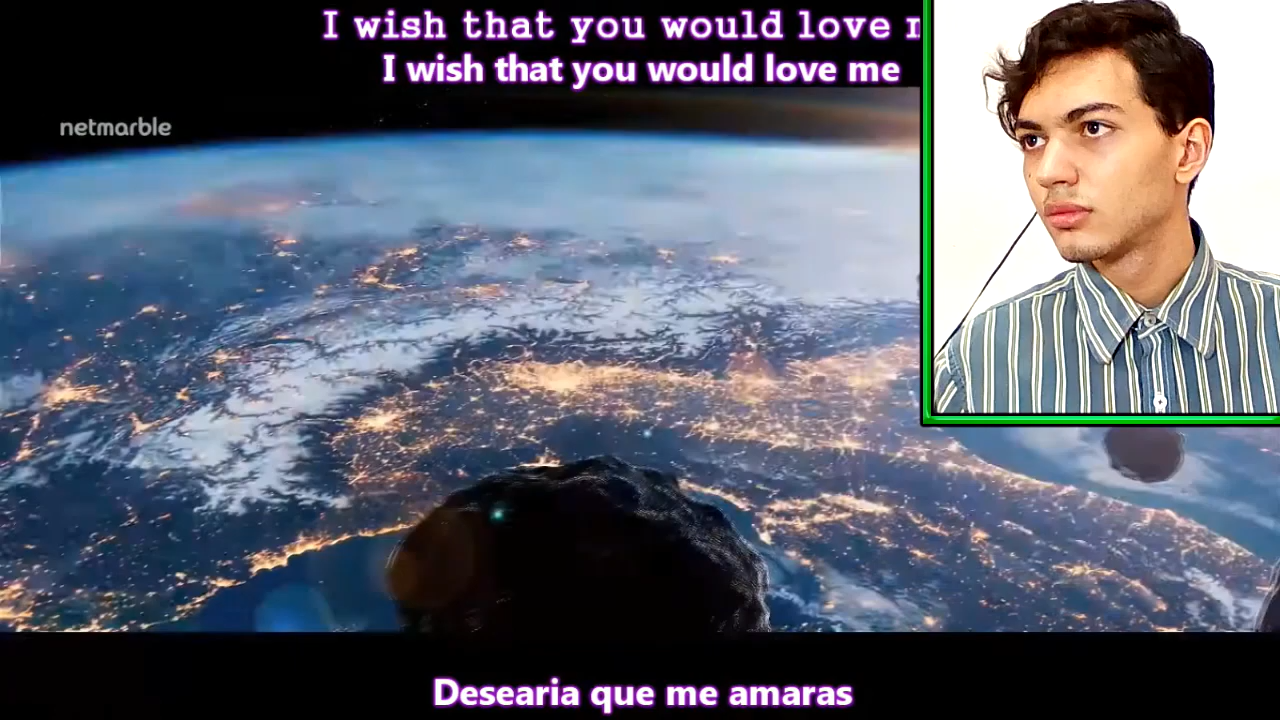 I wish that you would love
I wish that you would love me
netmarble
Desearia que me amaras